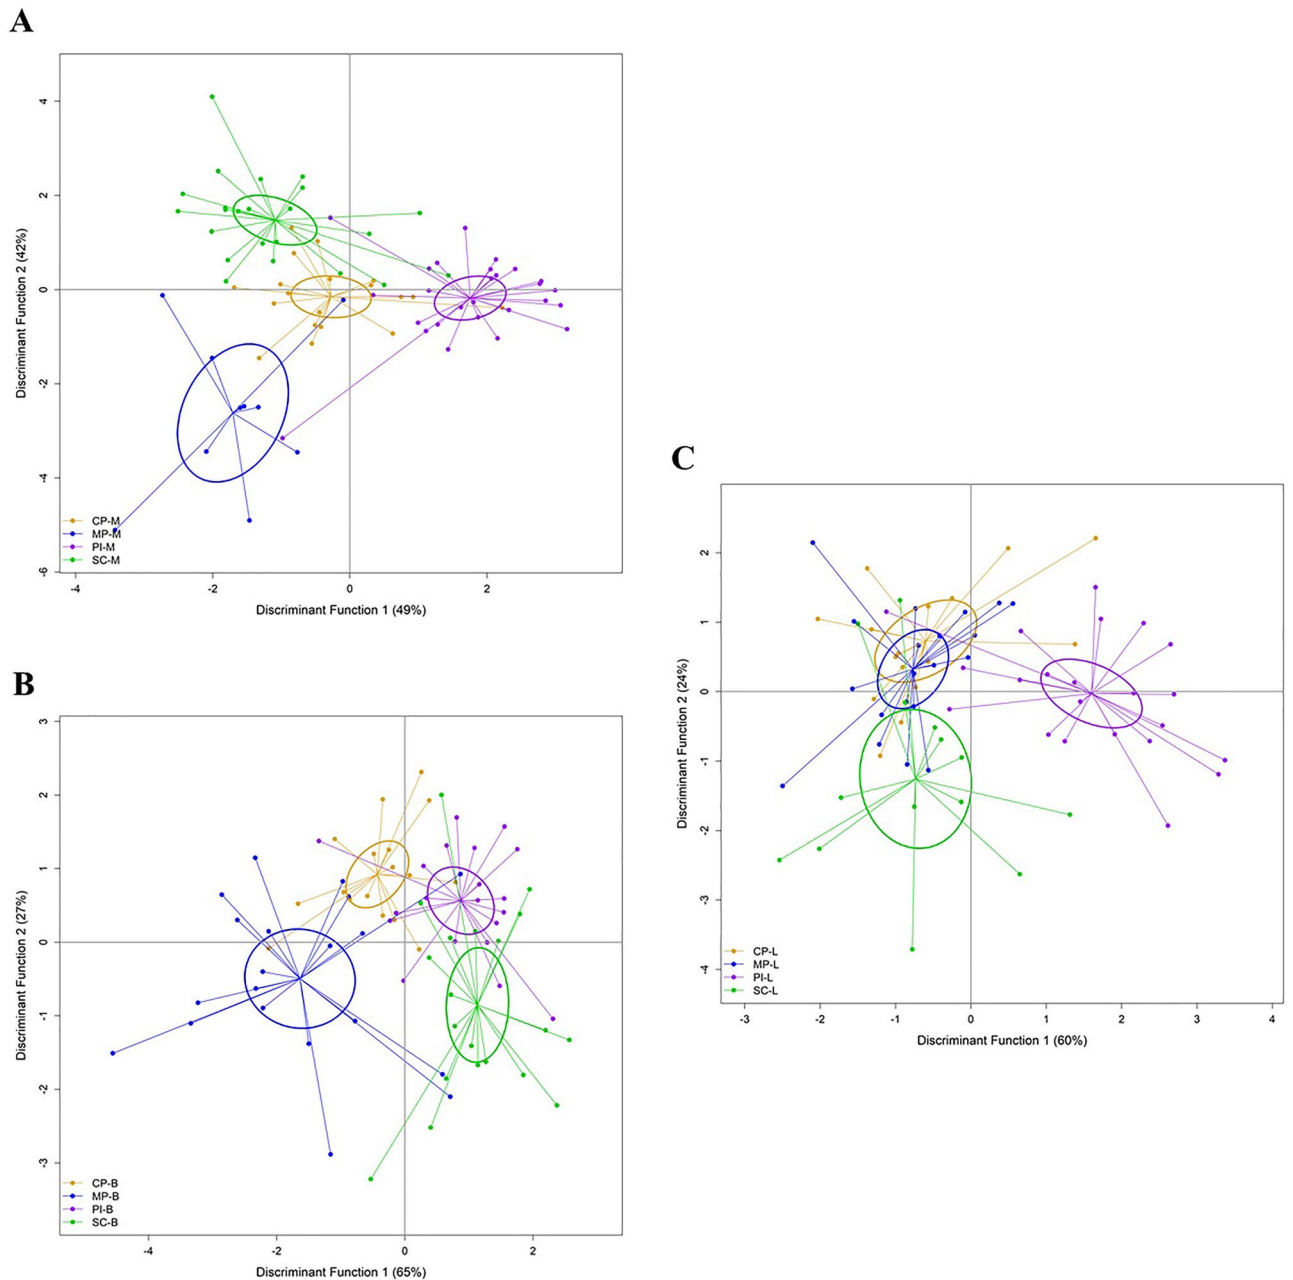 A
4
2
0
-2
-4
-6
Discriminant Function 2 (42%)
CP-M
MP-M
PI-M
SC-M
-4
-2
0
2
Discriminant Function 1 (49%)
B
3
2
1
0
-1
-2
-3
Discriminant Function 2 (27%)
CP-B
MP-B
PI-B
SC-B
-4
-2
0
2
Discriminant Function 1 (65%)
C
2
1
0
-1
-2
-3
-4
Discriminant Function 2 (24%)
CP-L
MP-L
PI-L
SC-L
-3
-2
-1
0
1
2
3
4
Discriminant Function 1 (60%)